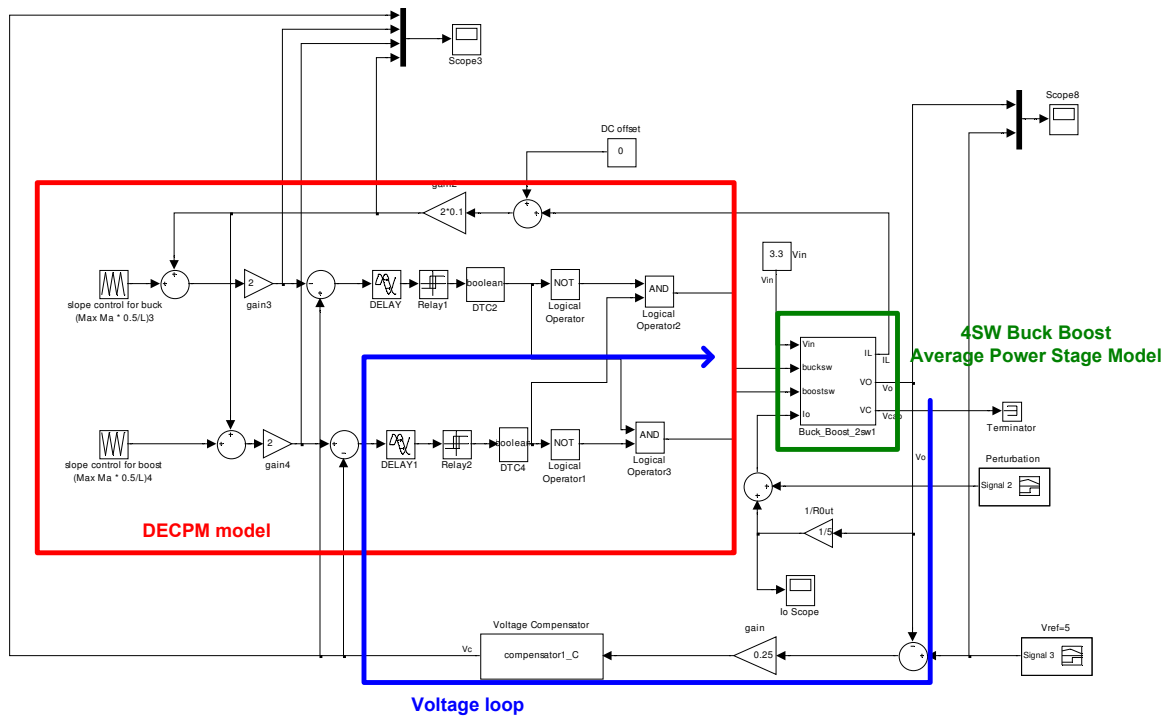 Scope3
Scope8
DC offset
0
gain2
2*0.1
+
+
+
+
3.3
Vin
Vin
slope control for buck
(Max Ma * 0.5/L)3
2
gain3
-
+
DELAY
Relay1
boolean
DTC2
NOT
Logical
Operator
AND
Logical
Operator2
4SW Buck Boost
Average Power Stage Model
Vin
bucksw
boostsw
Io
IL
VO
VC
IL
Vo
Vcap
Buck_Boost_2sw1
Terminator
slope control for boost
(Max Ma * 0.5/L)4
+
+
2
gain4
+
-
DELAY1
Relay2
boolean
DTC4
NOT
Logical
Operator1
AND
Logical
Operator3
Vo
Perturbation
Signal 2
+
+
1/R0ut
1/5
DECPM model
Io Scope
Voltage Compensator
compensator1_C
Vc
gain
0.25
-
+
Vref=5
Signal 3
Voltage loop